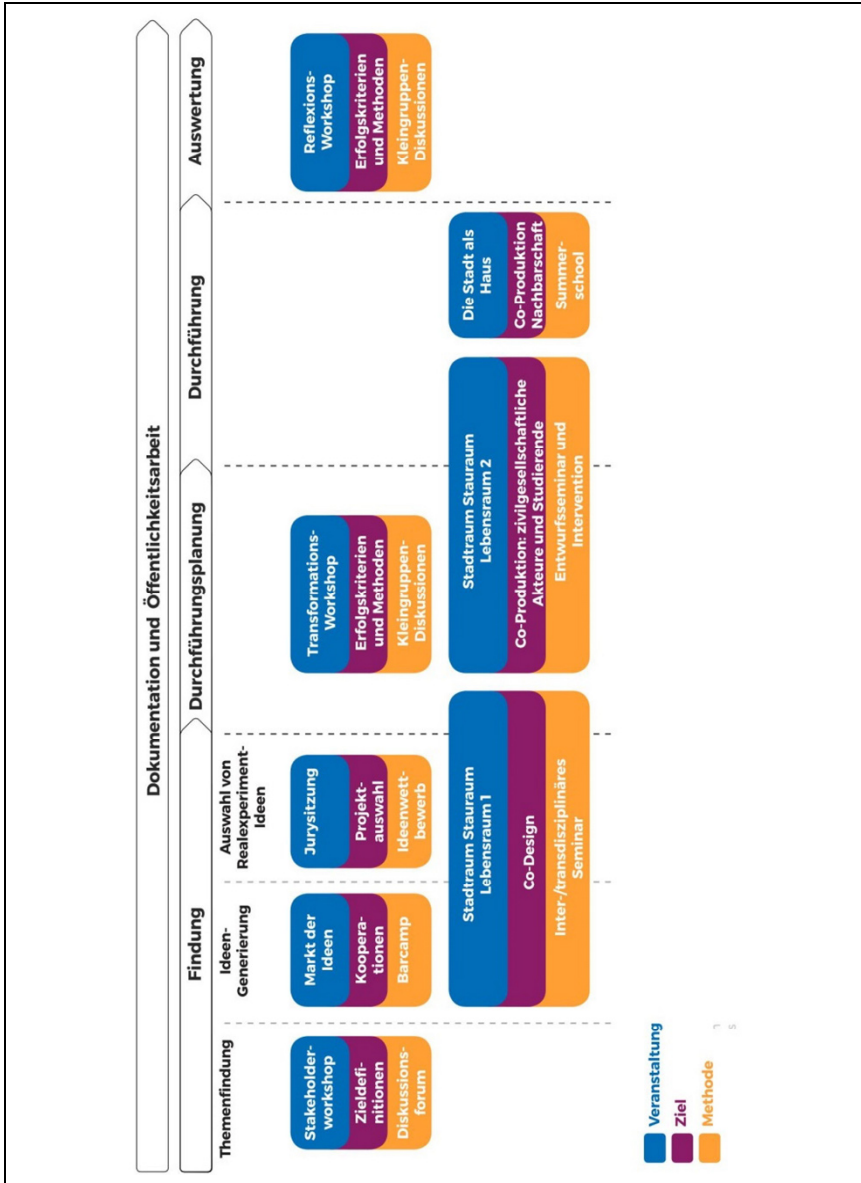 Dokumentation und Öffentlichkeitsarbeit
Findung
Durchführungsplanung
Durchführung
Auswertung
Themenfindung
Ideen-
Generierung
Auswahl von
Realexperiment-
Ideen
Stakeholder-
workshop
Zieldefi-
nitionen
Diskussions-
forum
Markt der
Ideen
Koopera-
tionen
Barcamp
Jurysitzung
Projekt-
auswahl
Ideenwett-
bewerb
Transformations-
Workshop
Erfolgskriterien
und Methoden
Kleingruppen-
Diskussionen
Reflexions-
Workshop
Erfolgskriterien
und Methoden
Kleingruppen-
Diskussionen
Stadtraum Stauraum
Lebensraum 1
Co-Design
Inter-/transdisziplinäres
Seminar
Stadtraum Stauraum
Lebensraum 2
Co-Produktion: zivilgesellschaftliche
Akteure und Studierende
Entwurfsseminar und
Intervention
Die Stadt als
Haus
Co-Produktion
Nachbarschaft
Summer-
school
Veranstaltung
Ziel
Methode